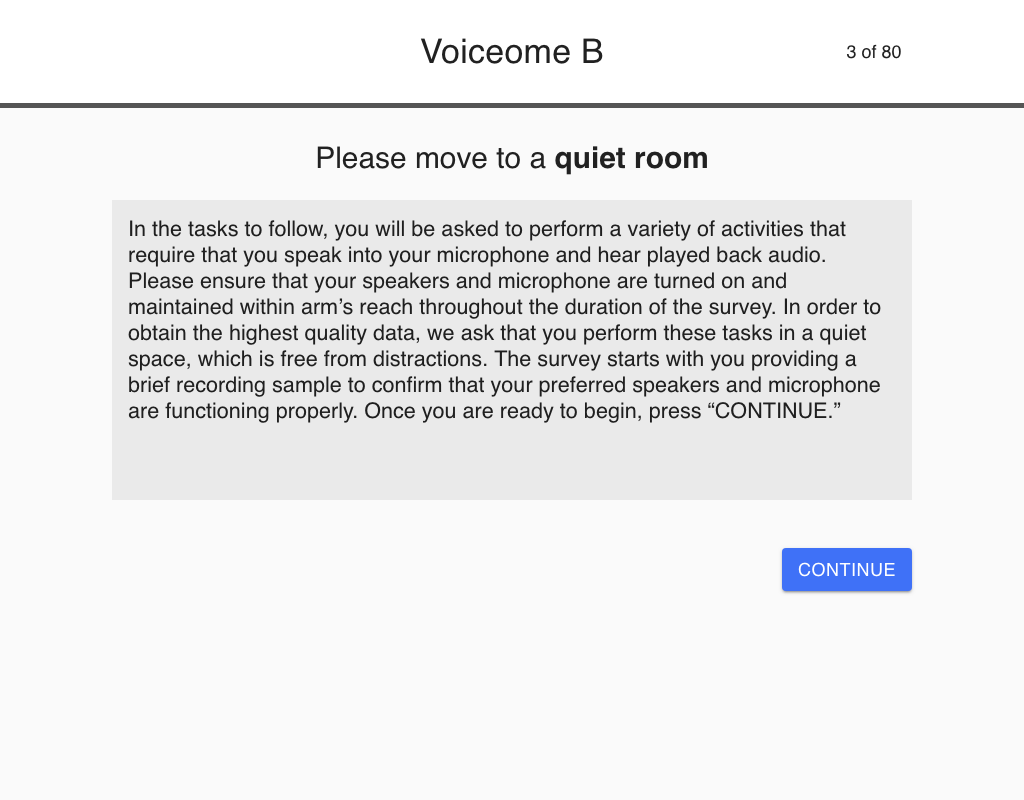 Voiceome B
3 of 80
Please move to a quiet room
In the tasks to follow, you will be asked to perform a variety of activities that
require that you speak into your microphone and hear played back audio.
Please ensure that your speakers and microphone are turned on and
maintained within arm’s reach throughout the duration of the survey. In order to
obtain the highest quality data, we ask that you perform these tasks in a quiet
space, which is free from distractions. The survey starts with you providing a
brief recording sample to confirm that your preferred speakers and microphone
are functioning properly. Once you are ready to begin, press “CONTINUE.”
CONTINUE